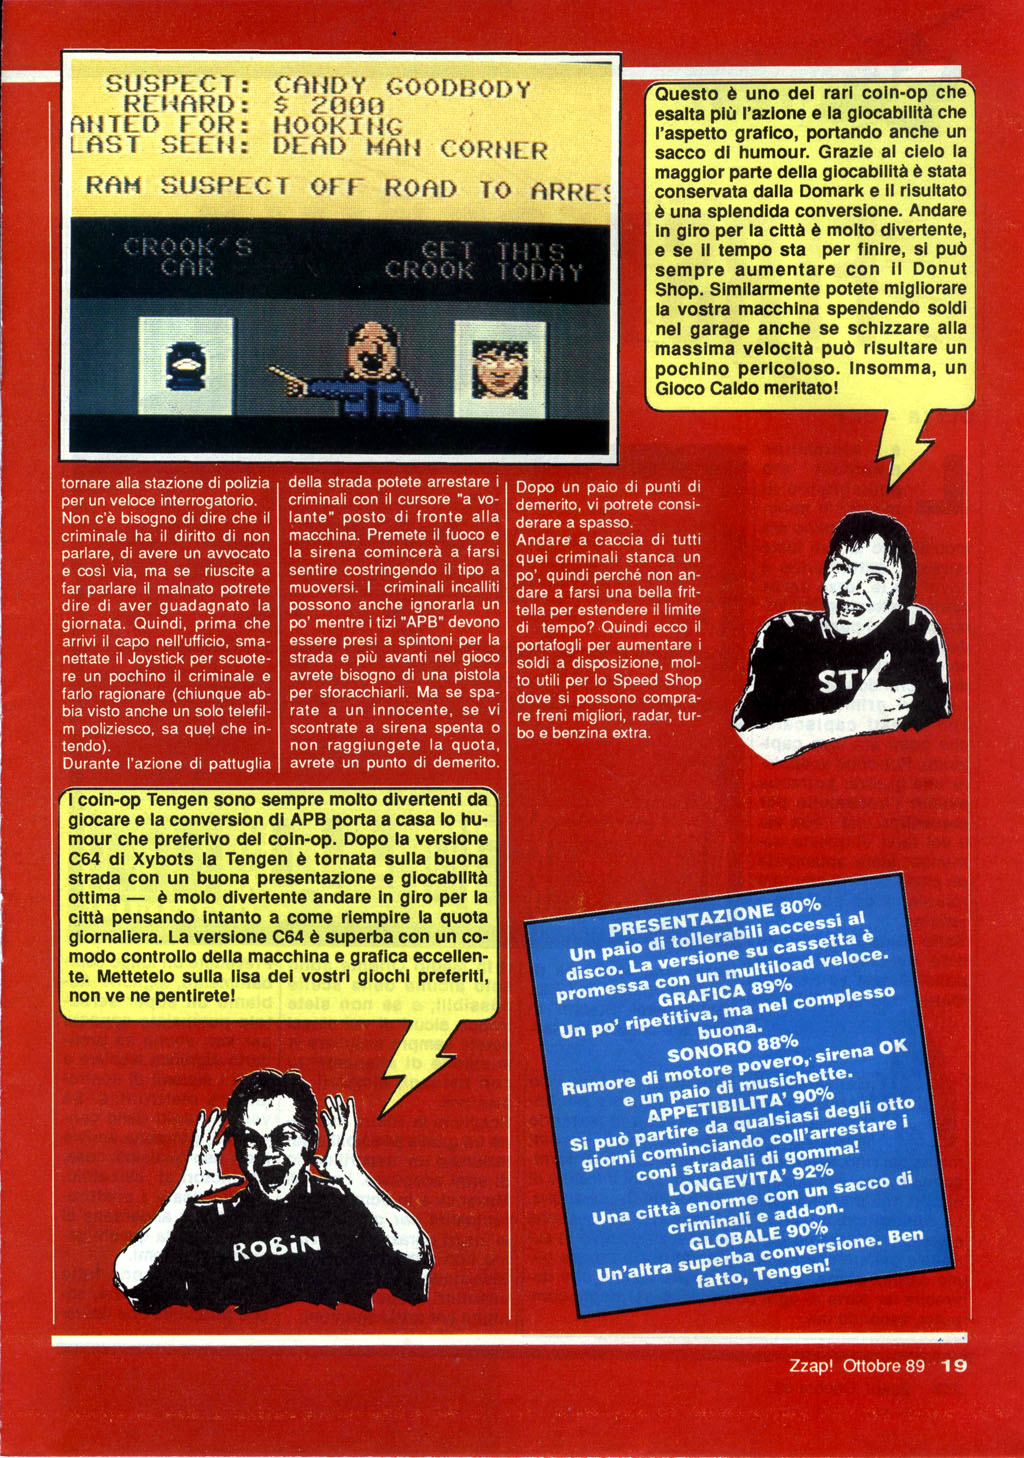 SUSPECT: CANDY GOODBODY
REWARD: $ 2000
ANTED FOR: HOOKING
LAST SEEN: DEAD MAN CORNER
RAM SUSPECT OFF ROAD TO ARRES
CROOK'S
CAR
GET THIS
CROOK TODAY
Questo è uno dei rari coin-op che
esalta più l'azione e la giocabilità che
l'aspetto grafico, portando anche un
sacco di humour. Grazie al cielo la
maggior parte della giocabilità è stata
conservata dalla Domark e il risultato
è una splendida conversione. Andare
in giro per la città è molto divertente,
e se il tempo sta per finire, si può
sempre aumentare con il Donut
Shop. Similarmente potete migliorare
la vostra macchina spendendo soldi
nel garage anche se schizzare alla
massima velocità può risultare un
pochino pericoloso. Insomma, un
Gioco Caldo meritato!
tornare alla stazione di polizia
per un veloce interrogatorio.
Non c'è bisogno di dire che il
criminale ha il diritto di non
parlare, di avere un avvocato
e così via, ma se riuscite a
far parlare il malnato potrete
dire di aver guadagnato la
giornata. Quindi, prima che
arrivi il capo nell'ufficio, sma-
nettate il Joystick per scuote-
re un pochino il criminale e
farlo ragionare (chiunque ab-
bia visto anche un solo telefil-
m poliziesco, sa quel che in-
tendo).
Durante l'azione di pattuglia
della strada potete arrestare i
criminali con il cursore "a vo-
lante" posto di fronte alla
macchina. Premete il fuoco e
la sirena comincerà a farsi
sentire costringendo il tipo a
muoversi. I criminali incalliti
possono anche ignorarla un
po' mentre i tizi "APB" devono
essere presi a spintoni per la
strada e più avanti nel gioco
avrete bisogno di una pistola
per sforacchiarli. Ma se spa-
rate a un innocente, se vi
scontrate a sirena spenta o
non raggiungete la quota,
avrete un punto di demerito.
Dopo un paio di punti di
demerito, vi potrete consi-
derare a spasso.
Andare a caccia di tutti
quei criminali stanca un
po', quindi perché non an-
dare a farsi una bella frit-
tella per estendere il limite
di tempo? Quindi ecco il
portafogli per aumentare i
soldi a disposizione, mol-
to utili per lo Speed Shop
dove si possono compra-
re freni migliori, radar, tur-
bo e benzina extra.
STU
I coin-op Tengen sono sempre molto divertenti da
giocare e la conversion di APB porta a casa lo hu-
mour che preferivo del coin-op. Dopo la versione
C64 di Xybots la Tengen è tornata sulla buona
strada con un buona presentazione e giocabilità
ottima — è molo divertente andare in giro per la
città pensando intanto a come riempire la quota
giornaliera. La versione C64 è superba con un co-
modo controllo della macchina e grafica eccellen-
te. Mettetelo sulla lisa dei vostri giochi preferiti,
non ve ne pentirete!
ROBiN
PRESENTAZIONE 80%
Un paio di tollerabili accessi al
disco. La versione su cassetta è
promessa con un multiload veloce.
GRAFICA 89%
Un po' ripetitiva, ma nel complesso
buona.
SONORO 88%
Rumore di motore povero, sirena OK
e un paio di musichette.
APPETIBILITA' 90%
Si può partire da qualsiasi degli otto
giorni cominciando coll'arrestare i
coni stradali di gomma!
LONGEVITA' 92%
Una città enorme con un sacco di
criminali e add-on.
GLOBALE 90%
Un'altra superba conversione. Ben
fatto, Tengen!
Zzap! Ottobre 89 19